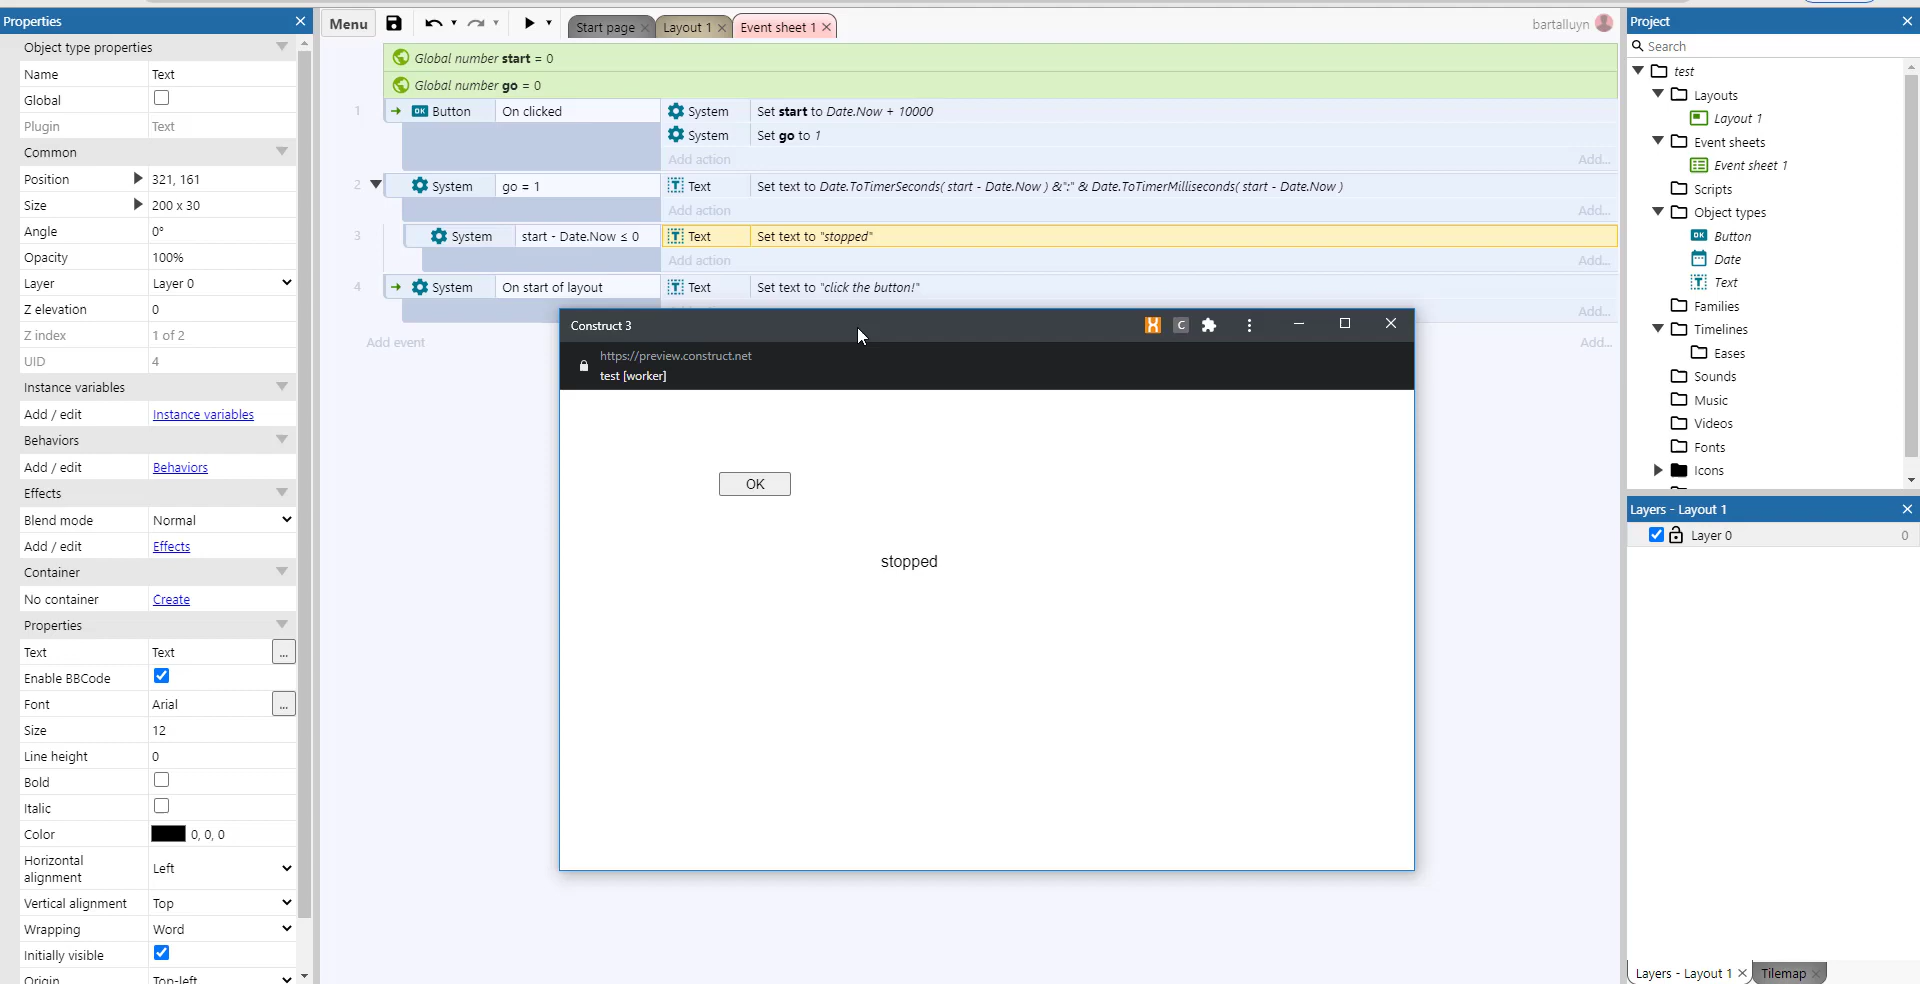 Properties
Object type properties
Name Text
Global
Plugin Text
Common
Position 321, 161
Size 200 x 30
Angle 0°
Opacity 100%
Layer Layer 0
Z elevation 0
Z index 1 of 2
UID 4
Instance variables
Add / edit Instance variables
Behaviors
Add / edit Behaviors
Effects
Blend mode Normal
Add / edit Effects
Container
No container Create
Properties
Text Text ...
Enable BBCode
Font Arial ...
Size 12
Line height 0
Bold
Italic
Color 0, 0, 0
Horizontal alignment Left
Vertical alignment Top
Wrapping Word
Initially visible
Origin Top-left
Menu
Start page
Layout 1
Event sheet 1
bartalluyn
Global number start = 0
Global number go = 0
1 OK Button On clicked System Set start to Date.Now + 10000
System Set go to 1
Add action Add...
2 System go = 1 Text Set text to Date.ToTimerSeconds( start - Date.Now ) &":" & Date.ToTimerMilliseconds( start - Date.Now )
Add action Add...
3 System start - Date.Now ≤ 0 Text Set text to "stopped"
Add action Add...
4 System On start of layout Text Set text to "click the button!"
Add...
Add event Add...
Construct 3
C
https://preview.construct.net
test [worker]
OK
stopped
Project
Search
test
Layouts
Layout 1
Event sheets
Event sheet 1
Scripts
Object types
OK Button
Date
Text
Families
Timelines
Eases
Sounds
Music
Videos
Fonts
Icons
Layers - Layout 1
Layer 0 0
Layers - Layout 1
Tilemap